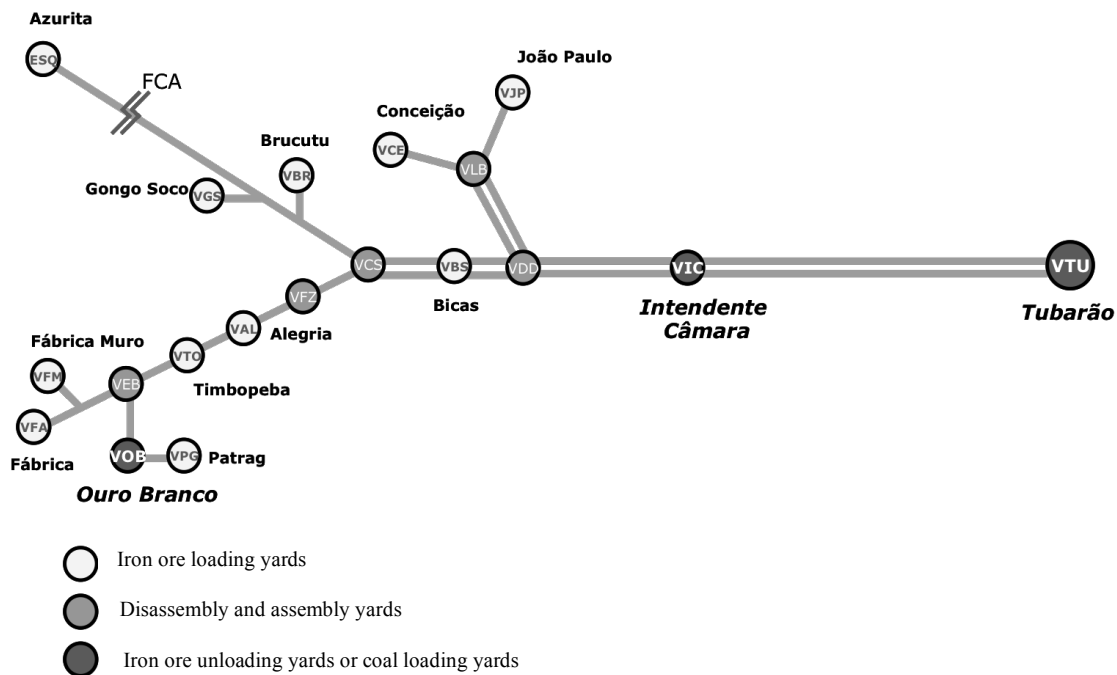 Azurita
ESQ
FCA
João Paulo
VJP
Conceição
VCE
Brucutu
VBR
VLB
Gongo Soco
VGS
VCS
VBS
VDD
VIC
VTU
Bicas
Intendente
Câmara
Tubarão
VFZ
VAL
Alegria
Fábrica Muro
VTO
VFM
VEB
Timbopeba
VFA
VOB
VPG
Patrag
Fábrica
Ouro Branco
Iron ore loading yards
Disassembly and assembly yards
Iron ore unloading yards or coal loading yards